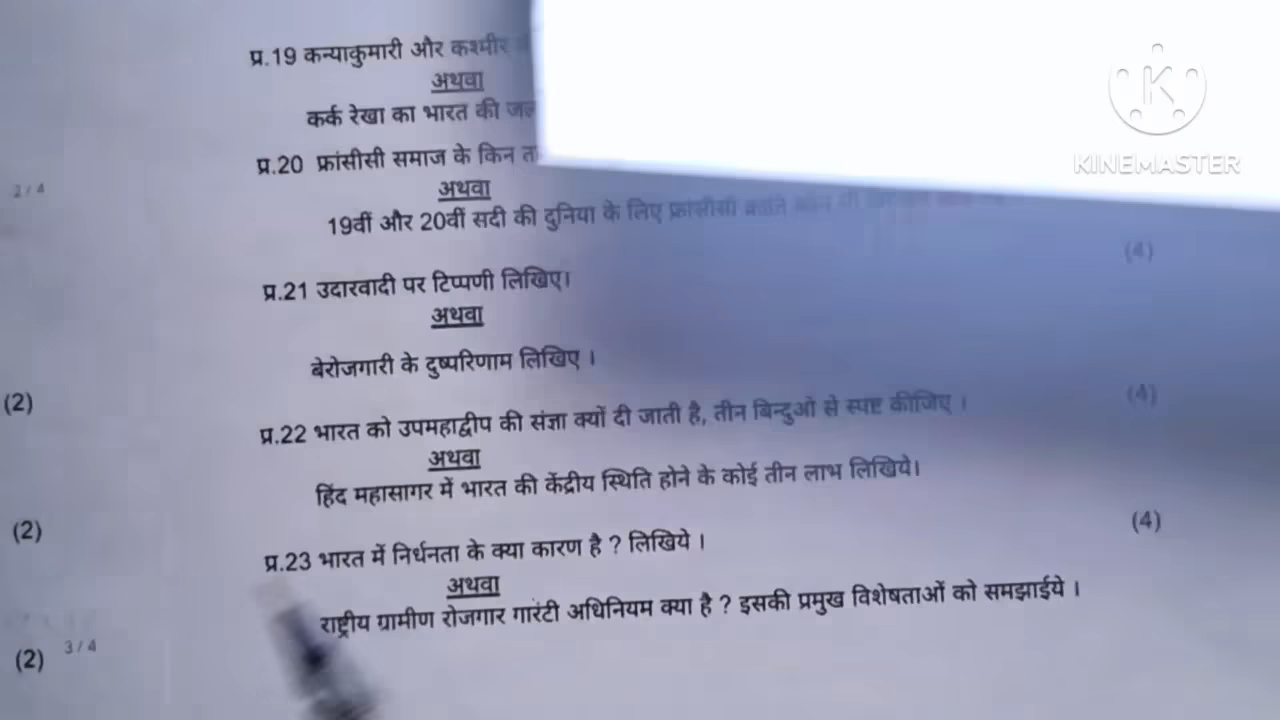 प्र.19 कन्याकुमारी और कश्मीर
अथवा
कर्क रेखा का भारत की
प्र.20 फ्रांसीसी समाज के किन
अथवा
19वीं और 20वीं सदी की दुनिया के लिए फ्रांसीसी क्रांति कौन सी
(4)
प्र.21 उदारवादी पर टिप्पणी लिखिए।
अथवा
बेरोजगारी के दुष्परिणाम लिखिए ।
(4)
प्र.22 भारत को उपमहाद्वीप की संज्ञा क्यों दी जाती है, तीन बिन्दुओ से स्पष्ट कीजिए ।
अथवा
हिंद महासागर में भारत की केंद्रीय स्थिति होने के कोई तीन लाभ लिखिये।
(4)
प्र.23 भारत में निर्धनता के क्या कारण है ? लिखिये ।
अथवा
राष्ट्रीय ग्रामीण रोजगार गारंटी अधिनियम क्या है ? इसकी प्रमुख विशेषताओं को समझाईये ।
2/4
(2)
(2)
(2)
3/4
K
KINEMASTER